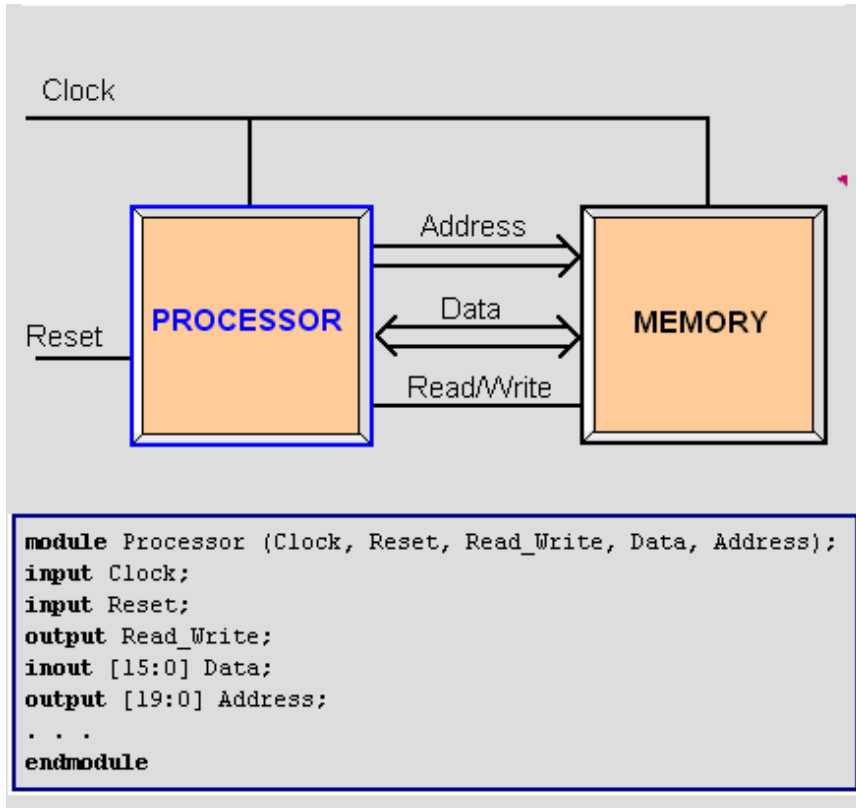 Clock
Address
PROCESSOR
Data
MEMORY
Reset
Read/Write
module Processor (Clock, Reset, Read_Write, Data, Address);
input Clock;
input Reset;
output Read_Write;
inout [15:0] Data;
output [19:0] Address;
. . .
endmodule